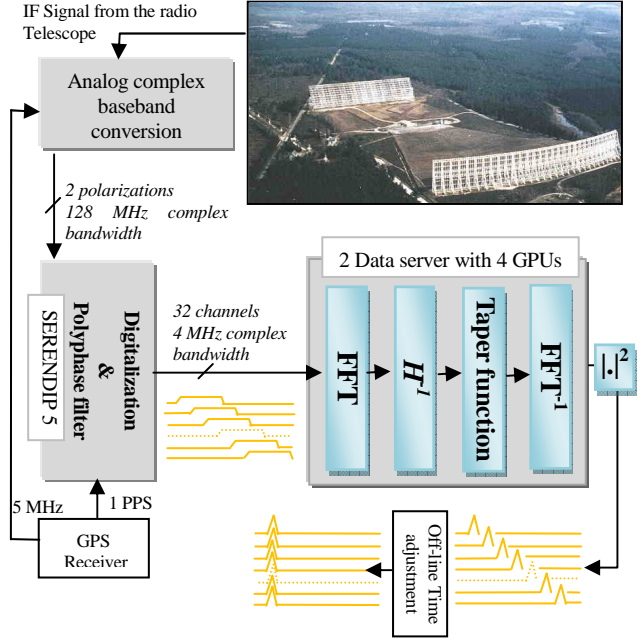 IF Signal from the radio
Telescope
Analog complex
baseband
conversion
2 polarizations
128 MHz complex
bandwidth
2 Data server with 4 GPUs
SERENDIP 5
Polyphase filter
&
Digitalization
32 channels
4 MHz complex
bandwidth
FFT
H⁻¹
Taper function
FFT⁻¹
|.|²
5 MHz
1 PPS
GPS
Receiver
Off-line Time
adjustment